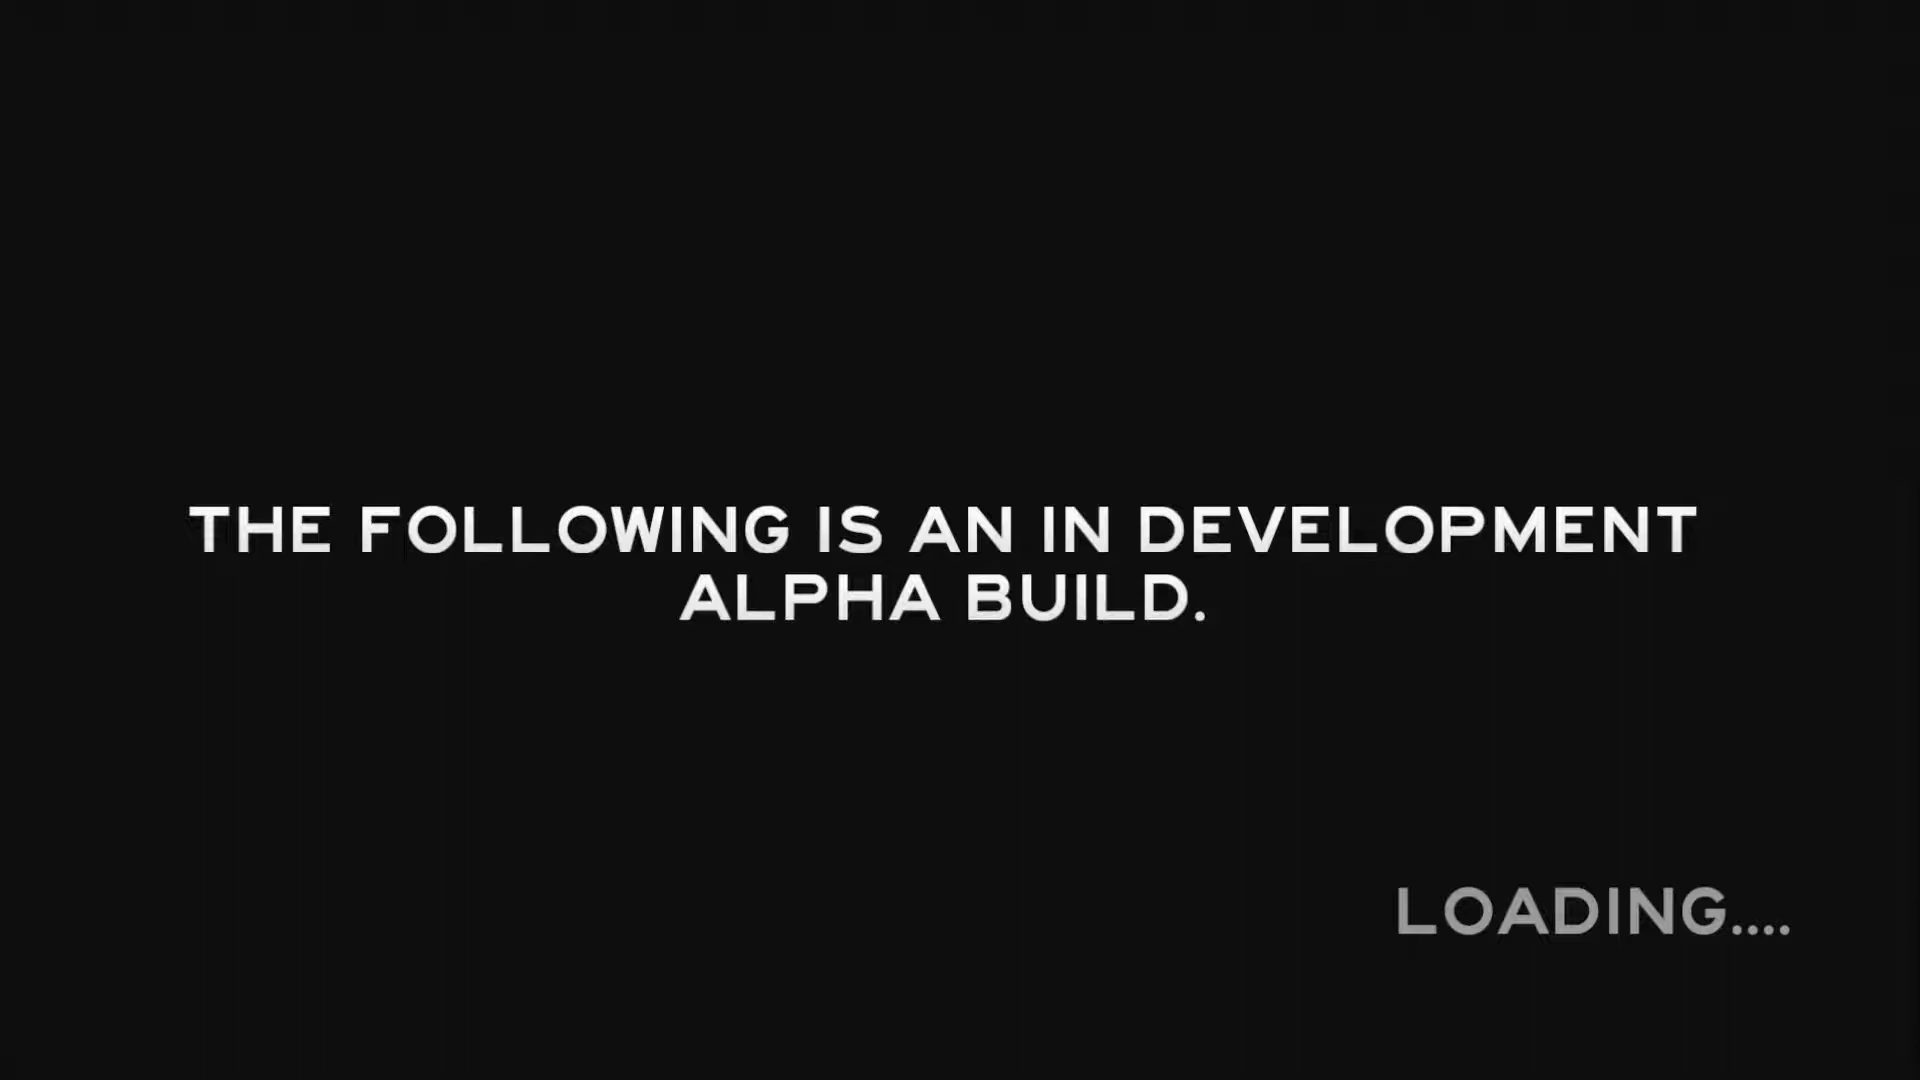 THE FOLLOWING IS AN IN DEVELOPMENT
ALPHA BUILD.
LOADING....